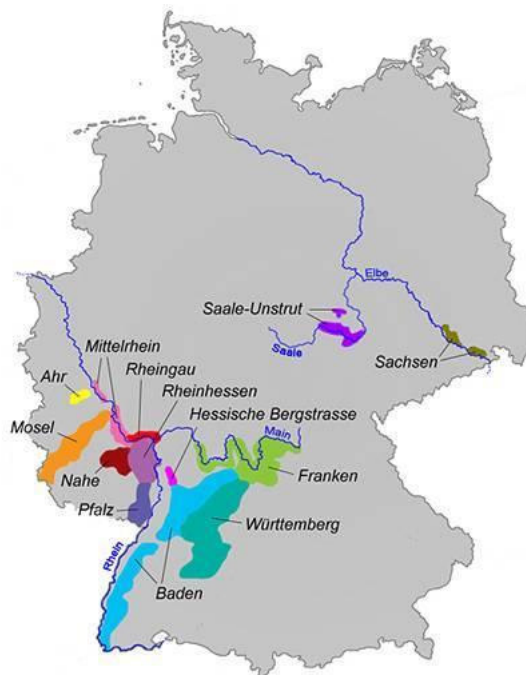 Elbe
Saale-Unstrut
Saale
Sachsen
Mittelrhein
Rheingau
Ahr
Rheinhessen
Hessische Bergstrasse
Mosel
Main
Nahe
Franken
Pfalz
Württemberg
Rhein
Baden